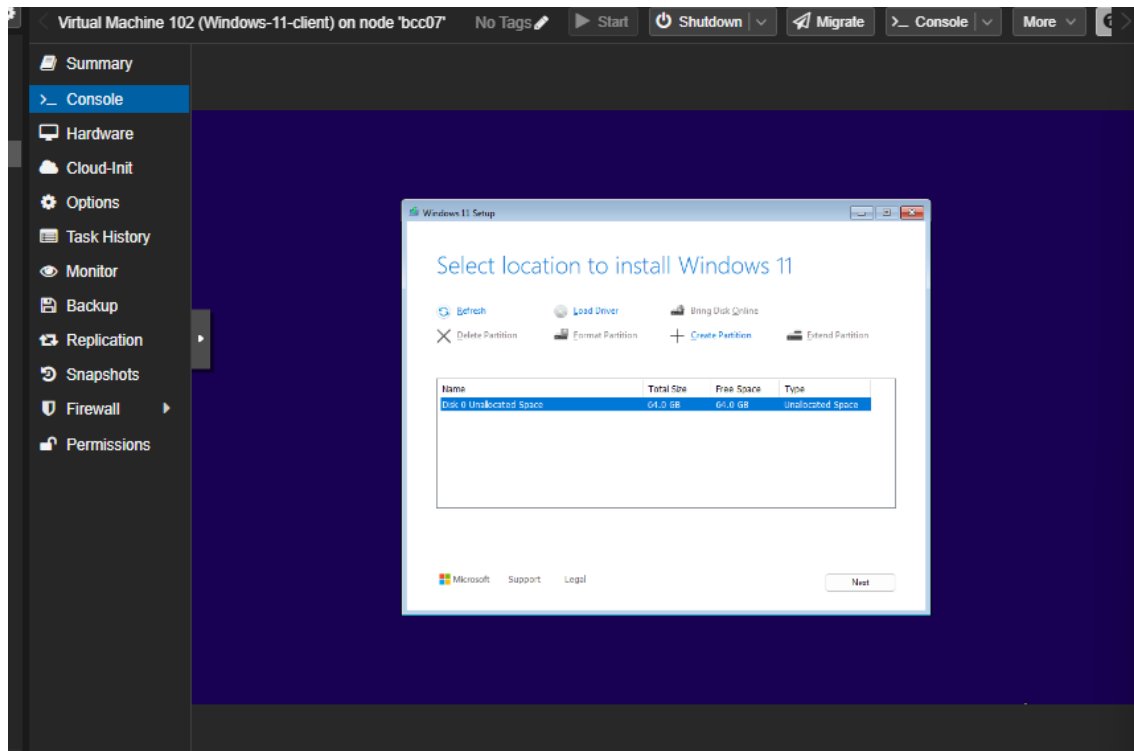 Virtual Machine 102 (Windows-11-client) on node 'bcc07' No Tags Start Shutdown Migrate >_ Console More
Summary
>_ Console
Hardware
Cloud-Init
Options
Task History
Monitor
Backup
Replication
Snapshots
Firewall
Permissions
Windows 11 Setup
Select location to install Windows 11
Refresh Load Driver Bring Disk Online
Delete Partition Format Partition Create Partition Extend Partition
Name Total Size Free Space Type
Disk 0 Unallocated Space 64.0 GB 64.0 GB Unallocated Space
Microsoft Support Legal Next